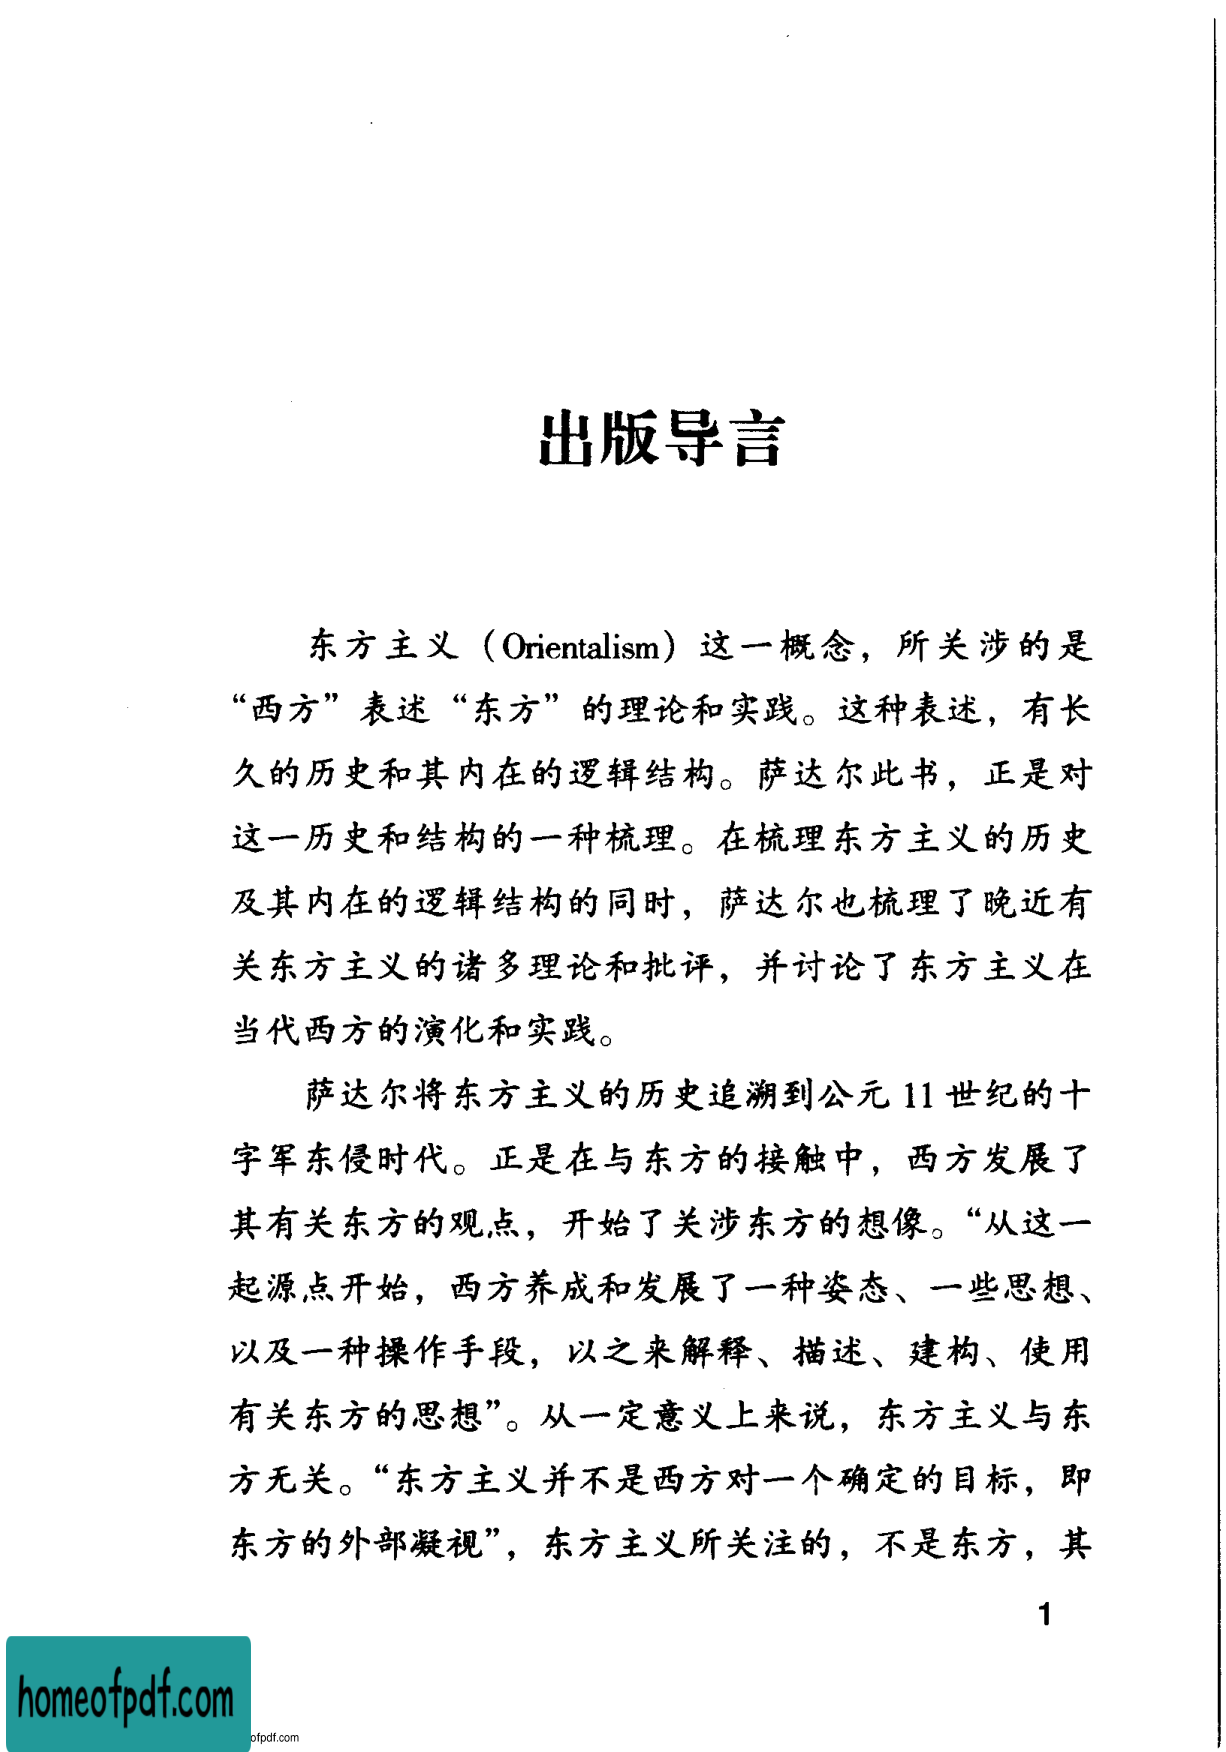 出版导言
东方主义（Orientalism）这一概念，所关涉的是
“西方”表述“东方”的理论和实践。这种表述，有长
久的历史和其内在的逻辑结构。萨达尔此书，正是对
这一历史和结构的一种梳理。在梳理东方主义的历史
及其内在的逻辑结构的同时，萨达尔也梳理了晚近有
关东方主义的诸多理论和批评，并讨论了东方主义在
当代西方的演化和实践。
萨达尔将东方主义的历史追溯到公元11世纪的十
字军东侵时代。正是在与东方的接触中，西方发展了
其有关东方的观点，开始了关涉东方的想像。“从这一
起源点开始，西方养成和发展了一种姿态、一些思想、
以及一种操作手段，以之来解释、描述、建构、使用
有关东方的思想”。从一定意义上来说，东方主义与东
方无关。“东方主义并不是西方对一个确定的目标，即
东方的外部凝视”，东方主义所关注的，不是东方，其
1
homeofpdf.com
ofpdf.com